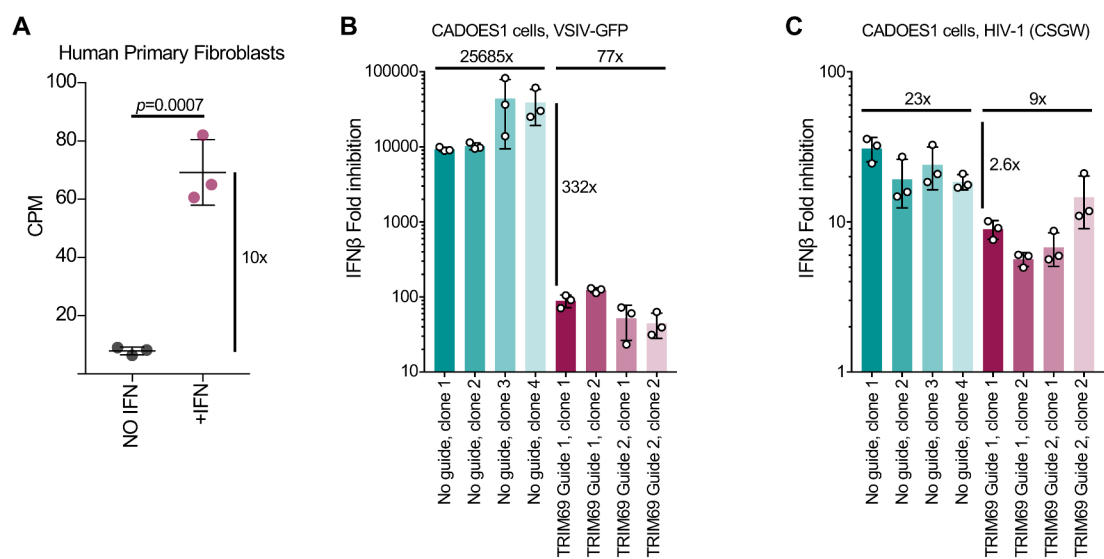 A
Human Primary Fibroblasts
CPM
100
80
60
40
20
p=0.0007
10x
NO IFN
+IFN
B
CADOES1 cells, VSIV-GFP
25685x
77x
IFNβ Fold inhibition
100000
10000
1000
100
10
332x
No guide, clone 1
No guide, clone 2
No guide, clone 3
No guide, clone 4
TRIM69 Guide 1, clone 1
TRIM69 Guide 1, clone 2
TRIM69 Guide 2, clone 1
TRIM69 Guide 2, clone 2
C
CADOES1 cells, HIV-1 (CSGW)
23x
9x
IFNβ Fold inhibition
100
10
1
2.6x
No guide, clone 1
No guide, clone 2
No guide, clone 3
No guide, clone 4
TRIM69 Guide 1, clone 1
TRIM69 Guide 1, clone 2
TRIM69 Guide 2, clone 1
TRIM69 Guide 2, clone 2